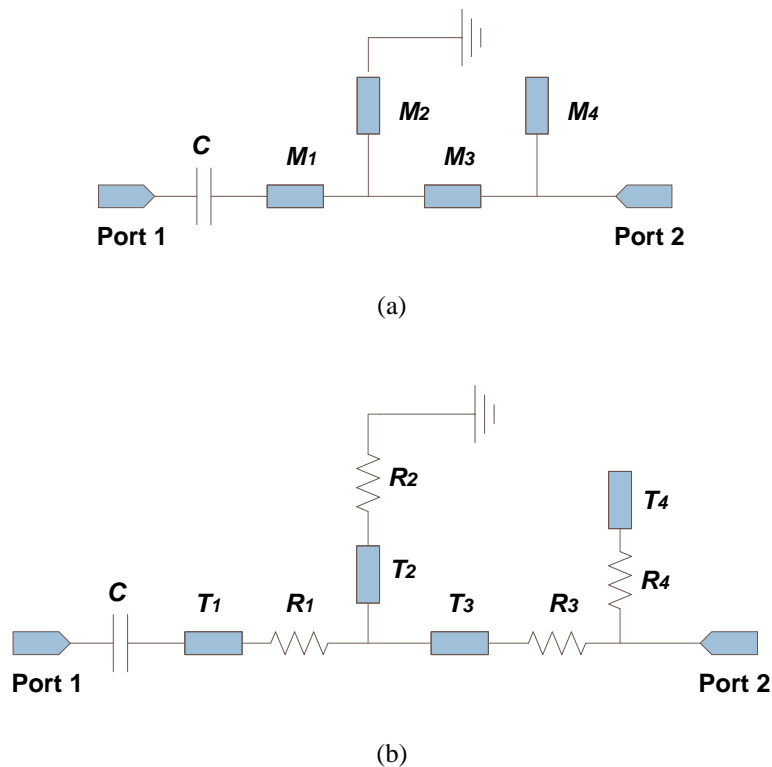 M2
M4
C
M1
M3
Port 1
Port 2
(a)
R2
T4
T2
R4
C
T1
R1
T3
R3
Port 1
Port 2
(b)